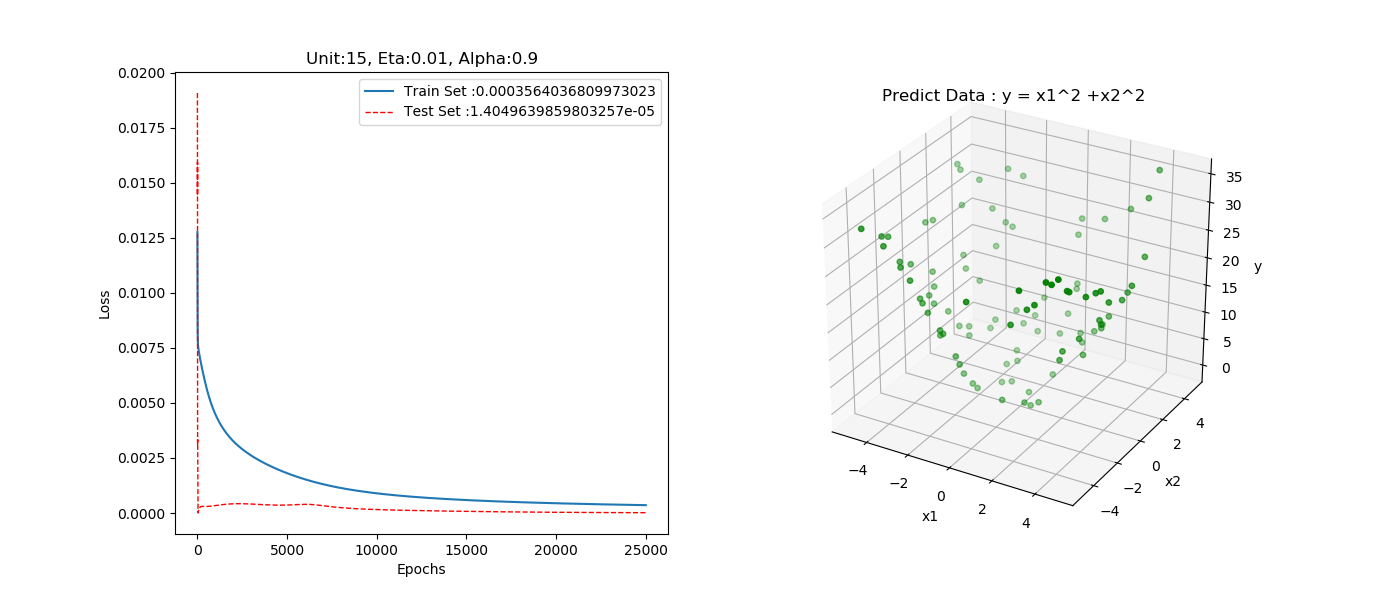 Unit:15, Eta:0.01, Alpha:0.9
Train Set :0.0003564036809973023
Test Set :1.4049639859803257e-05
0.0200
0.0175
0.0150
0.0125
0.0100
0.0075
0.0050
0.0025
0.0000
Loss
0 5000 10000 15000 20000 25000
Epochs
Predict Data : y = x1^2 +x2^2
35
30
25
20
15
10
5
0
y
4
2
0
−2
−4
x2
−4
−2
0
2
4
x1